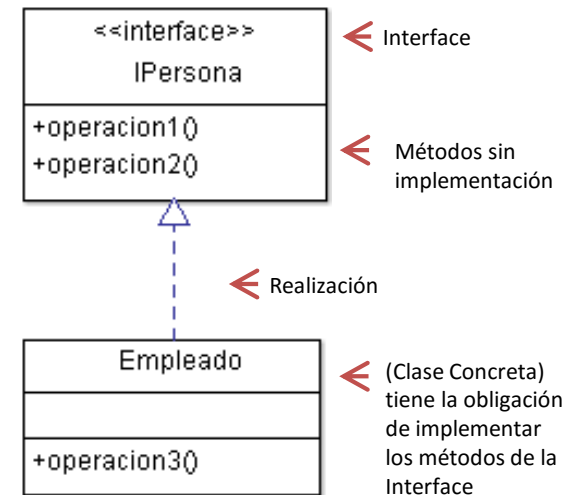 <<interface>>
IPersona
Interface
+operacion1()
+operacion2()
Métodos sin
implementación
Realización
Empleado
+operacion3()
(Clase Concreta)
tiene la obligación
de implementar
los métodos de la
Interface